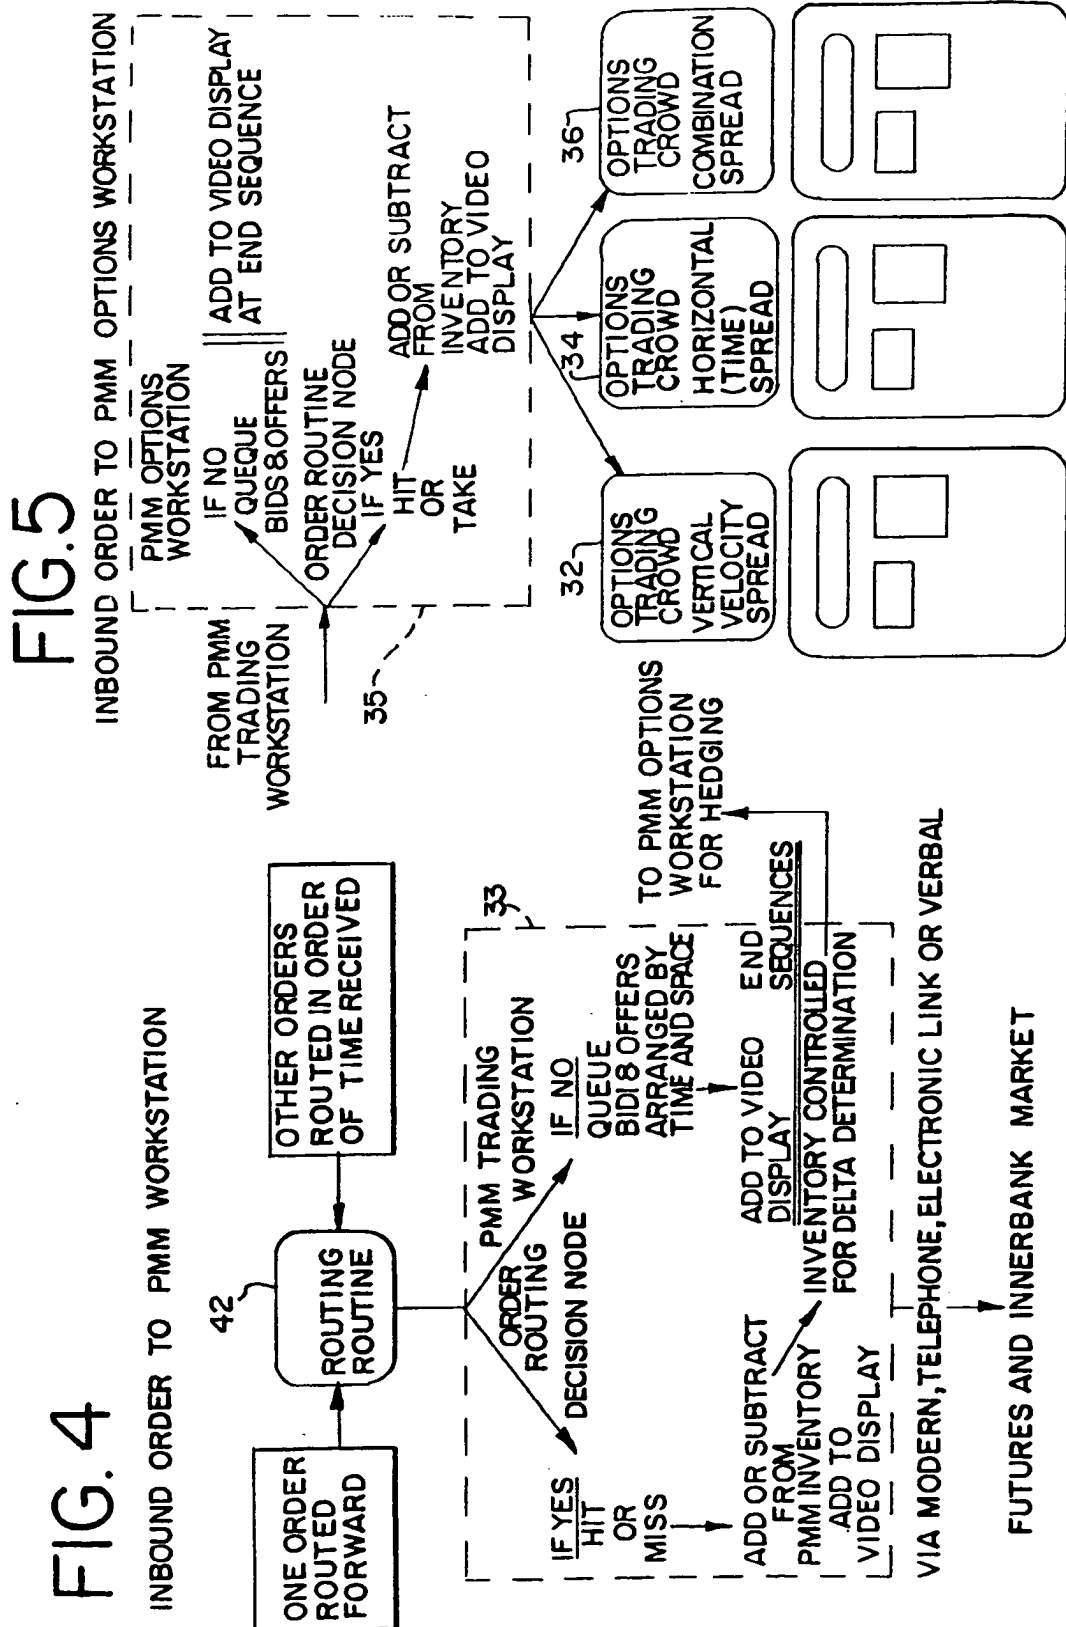 FIG. 4
INBOUND ORDER TO PMM WORKSTATION
ONE ORDER
ROUTED
FORWARD
42
ROUTING
ROUTINE
OTHER ORDERS
ROUTED IN ORDER
OF TIME RECEIVED
33
PMM TRADING
WORKSTATION
ORDER
ROUTING
DECISION NODE
IF YES
HIT
OR
MISS
IF NO
QUEUE
BIDI & OFFERS
ARRANGED BY
TIME AND SPACE
ADD TO VIDEO
DISPLAY
END
SEQUENCES
ADD OR SUBTRACT
FROM
PMM INVENTORY
ADD TO
VIDEO DISPLAY
INVENTORY CONTROLLED
FOR DELTA DETERMINATION
TO PMM OPTIONS
WORKSTATION
FOR HEDGING
VIA MODERN, TELEPHONE, ELECTRONIC LINK OR VERBAL
FUTURES AND INNERBANK MARKET
FIG.5
INBOUND ORDER TO PMM OPTIONS WORKSTATION
FROM PMM
TRADING
WORKSTATION
35
PMM OPTIONS
WORKSTATION
IF NO
QUEQUE
BIDS & OFFERS
ADD TO VIDEO DISPLAY
AT END SEQUENCE
ORDER ROUTINE
DECISION NODE
IF YES
HIT
OR
TAKE
ADD OR SUBTRACT
FROM
INVENTORY
ADD TO VIDEO
DISPLAY
32
OPTIONS
TRADING
CROWD
VERTICAL
VELOCITY
SPREAD
34
OPTIONS
TRADING
CROWD
HORIZONTAL
(TIME)
SPREAD
36
OPTIONS
TRADING
CROWD
COMBINATION
SPREAD